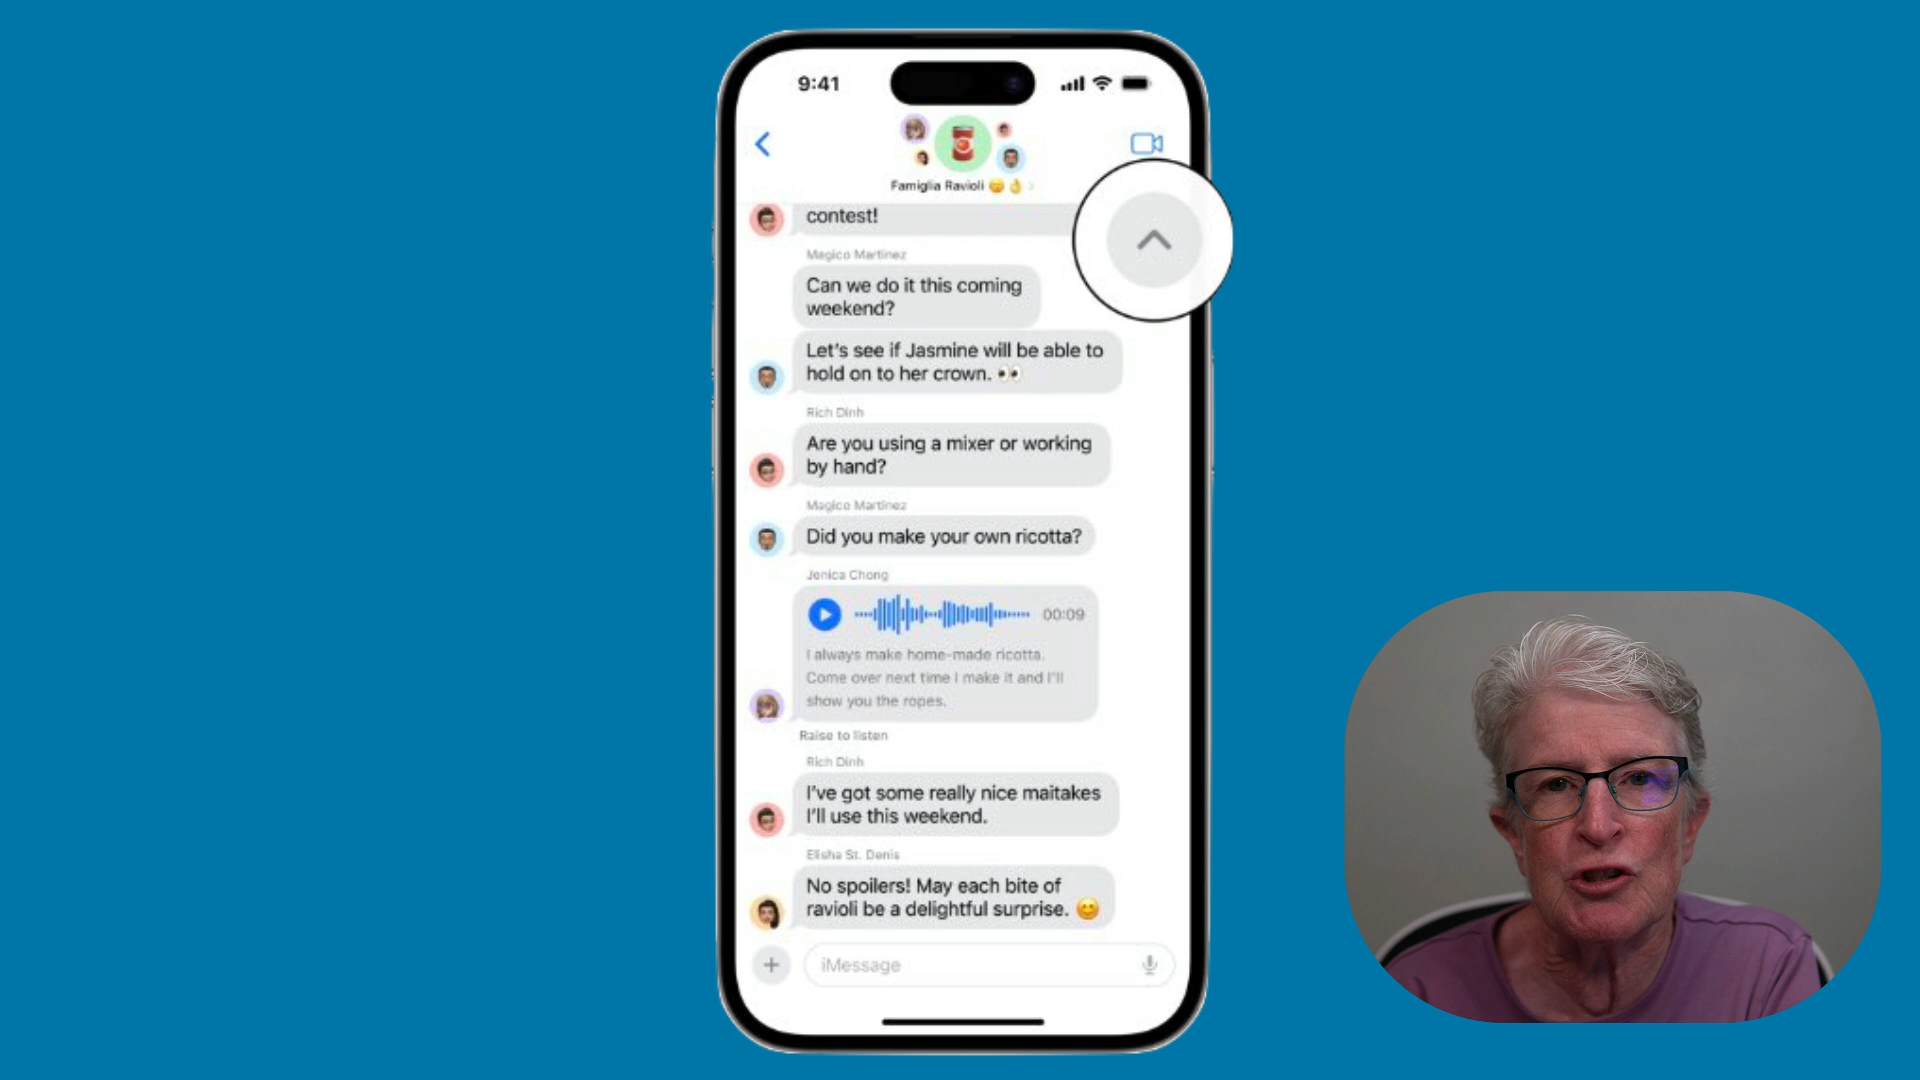 9:41
Famiglia Ravioli
contest!
Magico Martinez
Can we do it this coming
weekend?
Let's see if Jasmine will be able to
hold on to her crown. 👀
Rich Dinh
Are you using a mixer or working
by hand?
Magico Martinez
Did you make your own ricotta?
Jenica Chong
00:09
I always make home-made ricotta.
Come over next time I make it and I'll
show you the ropes.
Raise to listen
Rich Dinh
I've got some really nice maitakes
I'll use this weekend.
Elisha St. Denis
No spoilers! May each bite of
ravioli be a delightful surprise. 😊
iMessage